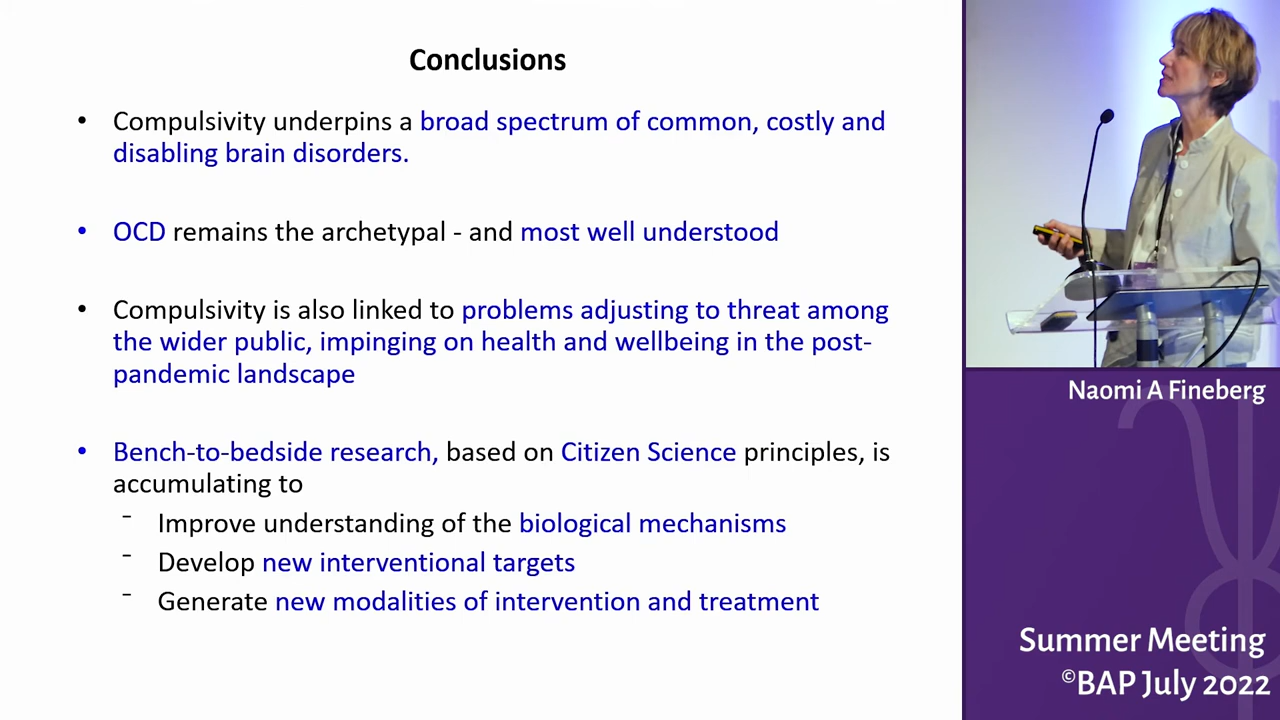 Conclusions
• Compulsivity underpins a broad spectrum of common, costly and
disabling brain disorders.
• OCD remains the archetypal - and most well understood
• Compulsivity is also linked to problems adjusting to threat among
the wider public, impinging on health and wellbeing in the post-
pandemic landscape
• Bench-to-bedside research, based on Citizen Science principles, is
accumulating to
⁻ Improve understanding of the biological mechanisms
⁻ Develop new interventional targets
⁻ Generate new modalities of intervention and treatment
Naomi A Fineberg
Summer Meeting
©BAP July 2022